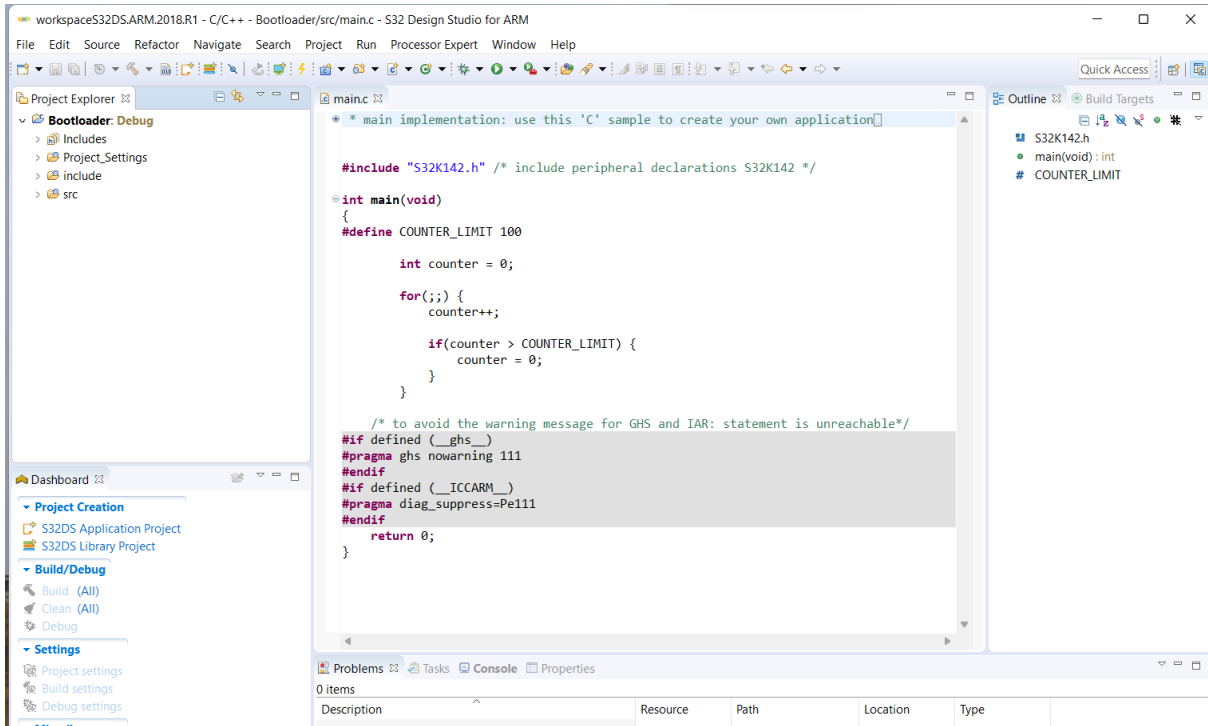 workspaceS32DS.ARM.2018.R1 - C/C++ - Bootloader/src/main.c - S32 Design Studio for ARM
File Edit Source Refactor Navigate Search Project Run Processor Expert Window Help
Quick Access
Project Explorer
Bootloader: Debug
Includes
Project_Settings
include
src
main.c
* main implementation: use this 'C' sample to create your own application
#include "S32K142.h" /* include peripheral declarations S32K142 */
int main(void)
{
#define COUNTER_LIMIT 100
int counter = 0;
for(;;) {
counter++;
if(counter > COUNTER_LIMIT) {
counter = 0;
}
}
/* to avoid the warning message for GHS and IAR: statement is unreachable*/
#if defined (__ghs__)
#pragma ghs nowarning 111
#endif
#if defined (__ICCARM__)
#pragma diag_suppress=Pe111
#endif
return 0;
}
Outline Build Targets
S32K142.h
main(void) : int
# COUNTER_LIMIT
Dashboard
Project Creation
S32DS Application Project
S32DS Library Project
Build/Debug
Build (All)
Clean (All)
Debug
Settings
Project settings
Build settings
Debug settings
Problems Tasks Console Properties
0 items
Description Resource Path Location Type